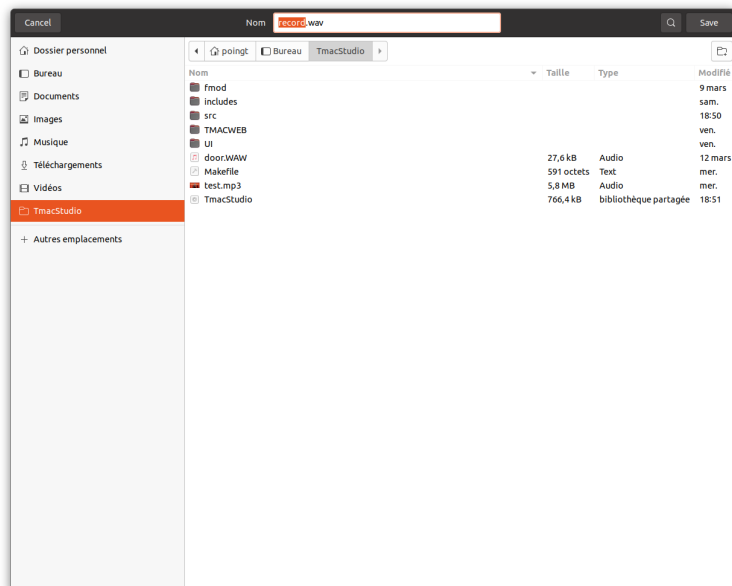 Cancel Nom record.wav Save
Dossier personnel
Bureau
Documents
Images
Musique
Téléchargements
Vidéos
TmacStudio
Autres emplacements
poingt Bureau TmacStudio
Nom Taille Type Modifié
fmod 9 mars
includes sam.
src 18:50
TMACWEB ven.
UI ven.
door.WAW 27,6 kB Audio 12 mars
Makefile 591 octets Text mer.
test.mp3 5,8 MB Audio mer.
TmacStudio 766,4 kB bibliothèque partagée 18:51